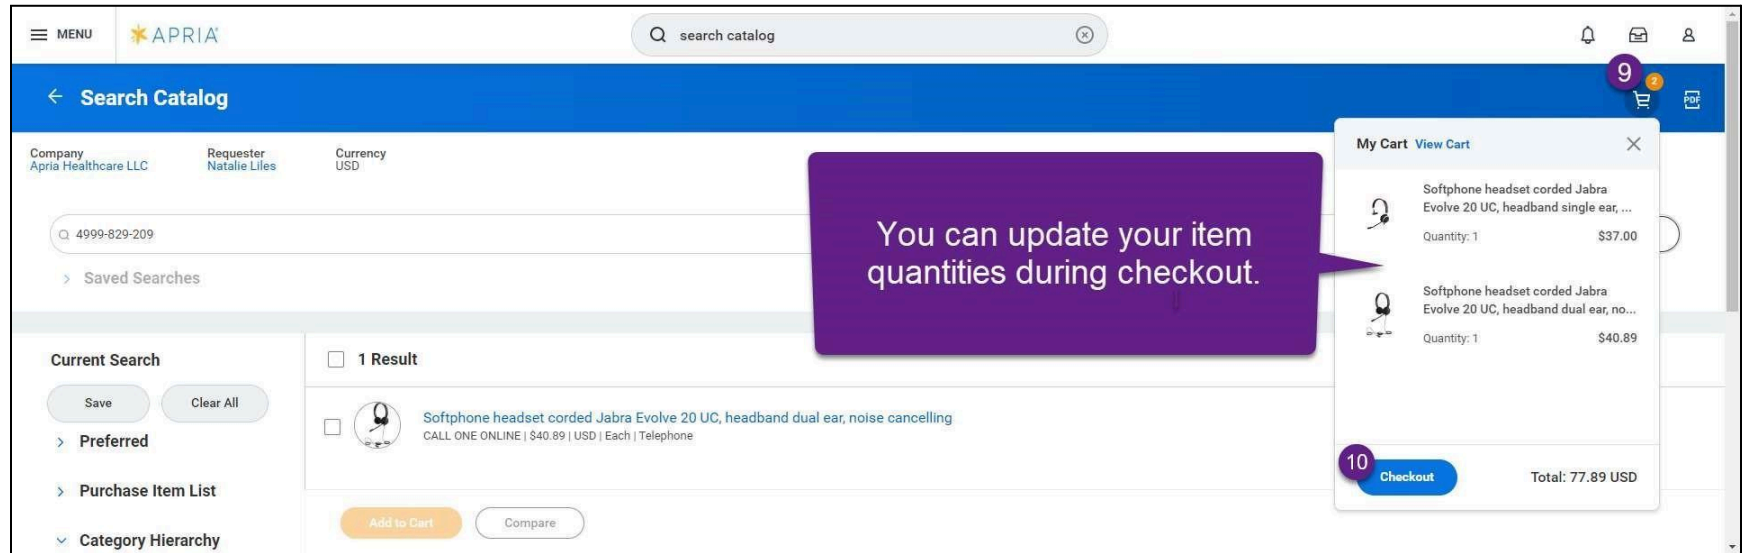 MENU
APRIA
search catalog
9
2
Search Catalog
PDF
Company
Apria Healthcare LLC
Requester
Natalie Liles
Currency
USD
My Cart View Cart
Softphone headset corded Jabra
Evolve 20 UC, headband single ear, ...
Quantity: 1 $37.00
Softphone headset corded Jabra
Evolve 20 UC, headband dual ear, no...
Quantity: 1 $40.89
10
Checkout
Total: 77.89 USD
You can update your item
quantities during checkout.
4999-829-209
Saved Searches
Current Search
Save
Clear All
Preferred
Purchase Item List
Category Hierarchy
1 Result
Softphone headset corded Jabra Evolve 20 UC, headband dual ear, noise cancelling
CALL ONE ONLINE | $40.89 | USD | Each | Telephone
Add to Cart
Compare